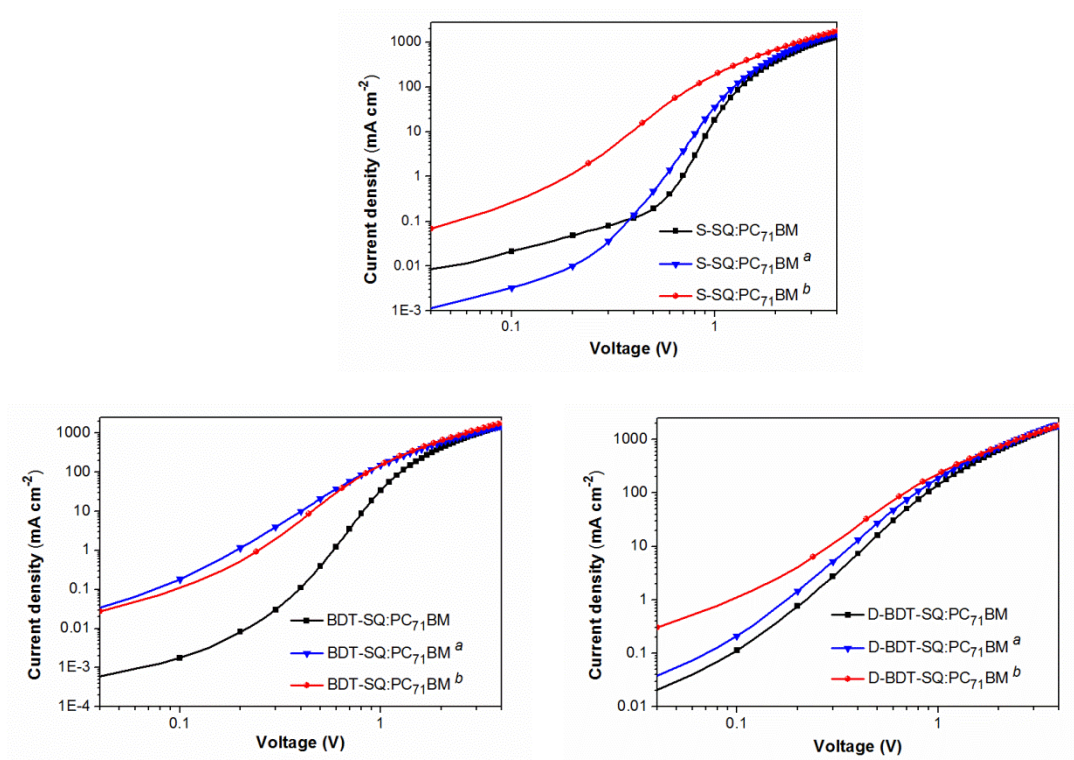 1000
100
10
1
0.1
0.01
1E-3
Current density (mA cm⁻²)
S-SQ:PC₇₁BM
S-SQ:PC₇₁BM ᵃ
S-SQ:PC₇₁BM ᵇ
0.1 1
Voltage (V)
1000
100
10
1
0.1
0.01
1E-3
1E-4
Current density (mA cm⁻²)
BDT-SQ:PC₇₁BM
BDT-SQ:PC₇₁BM ᵃ
BDT-SQ:PC₇₁BM ᵇ
0.1 1
Voltage (V)
1000
100
10
1
0.1
0.01
Current density (mA cm⁻²)
D-BDT-SQ:PC₇₁BM
D-BDT-SQ:PC₇₁BM ᵃ
D-BDT-SQ:PC₇₁BM ᵇ
0.1 1
Voltage (V)